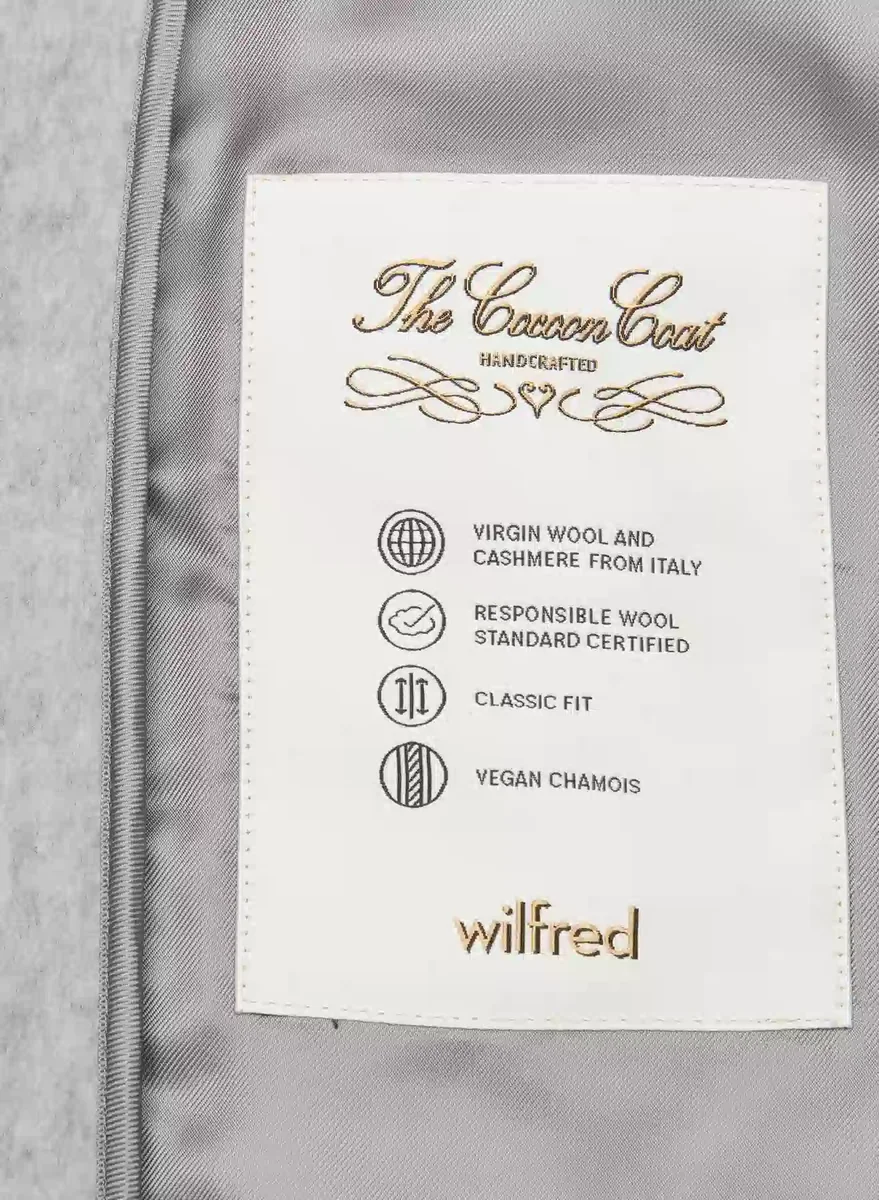 The Cocoon Coat
HANDCRAFTED
VIRGIN WOOL AND
CASHMERE FROM ITALY
RESPONSIBLE WOOL
STANDARD CERTIFIED
CLASSIC FIT
VEGAN CHAMOIS
wilfred